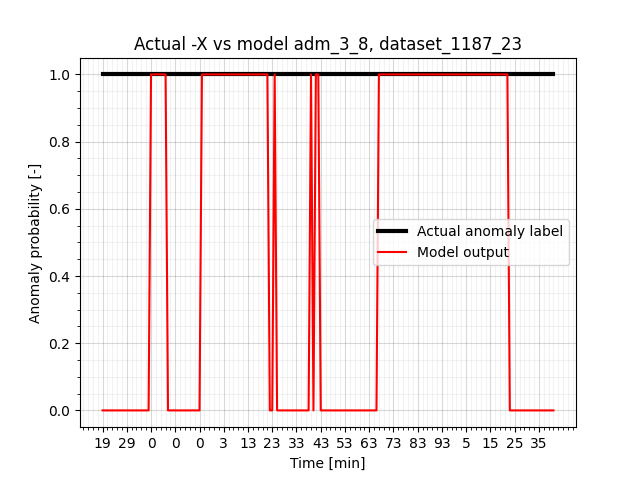 Actual -X vs model adm_3_8, dataset_1187_23
Anomaly probability [-]
1.0
0.8
0.6
0.4
0.2
0.0
Actual anomaly label
Model output
19 29 0 0 0 3 13 23 33 43 53 63 73 83 93 5 15 25 35
Time [min]